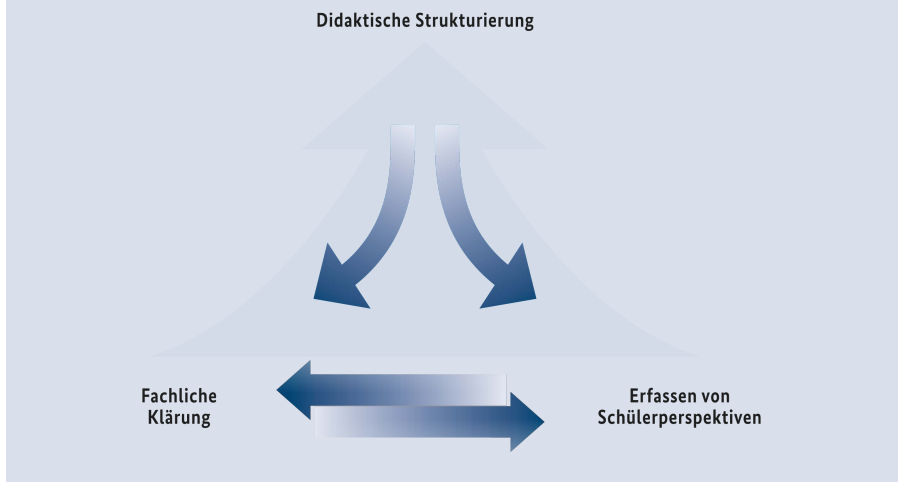 Didaktische Strukturierung
Fachliche
Klärung
Erfassen von
Schülerperspektiven